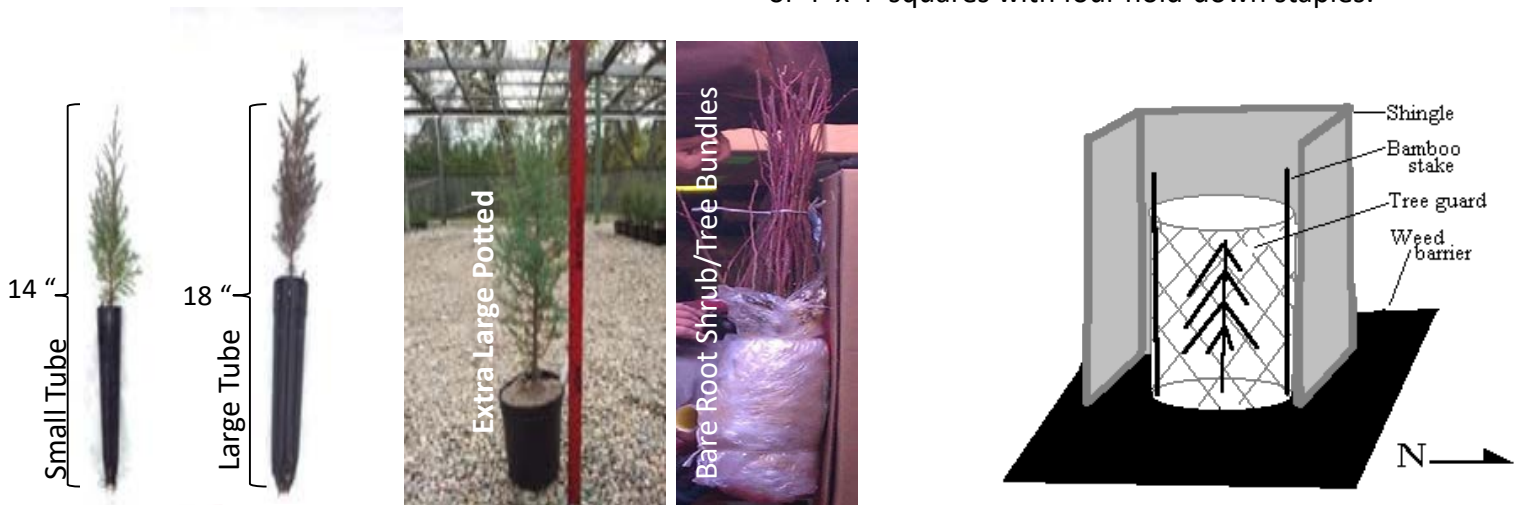 14 “
Small Tube
18 “
Large Tube
Extra Large Potted
Bare Root Shrub/Tree Bundles
Shingle
Bamboo
stake
Tree guard
Weed
barrier
N